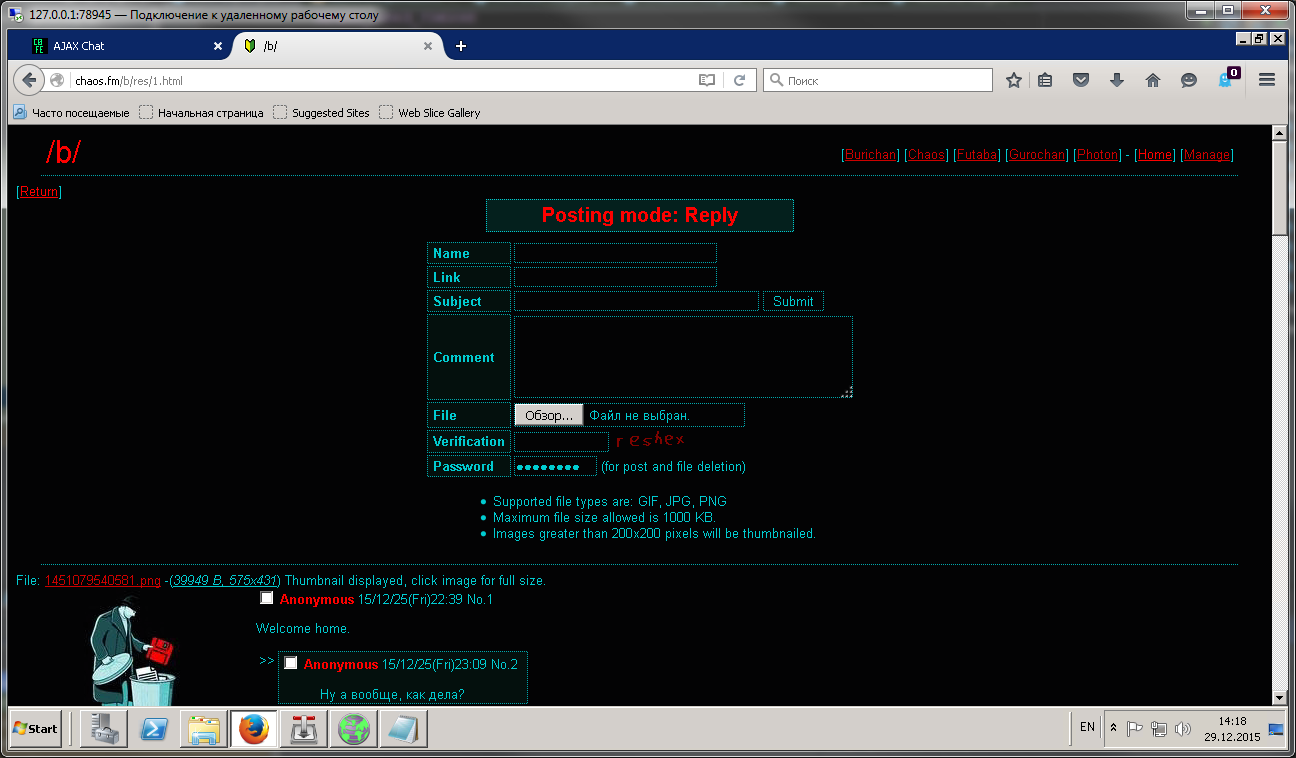 127.0.0.1:78945 — Подключение к удаленному рабочему столу
CAFE AJAX Chat /b/
chaos.fm/b/res/1.html Поиск 0
Часто посещаемые Начальная страница Suggested Sites Web Slice Gallery
/b/
[Burichan] [Chaos] [Futaba] [Gurochan] [Photon] - [Home] [Manage]
[Return]
Posting mode: Reply
Name
Link
Subject Submit
Comment
File Обзор... Файл не выбран.
Verification reshex
Password (for post and file deletion)
Supported file types are: GIF, JPG, PNG
Maximum file size allowed is 1000 KB.
Images greater than 200x200 pixels will be thumbnailed.
File: 1451079540581.png -(39949 B, 575x431) Thumbnail displayed, click image for full size.
Anonymous 15/12/25(Fri)22:39 No.1
Welcome home.
>> Anonymous 15/12/25(Fri)23:09 No.2
Ну а вообще, как дела?
Start EN 14:18
29.12.2015